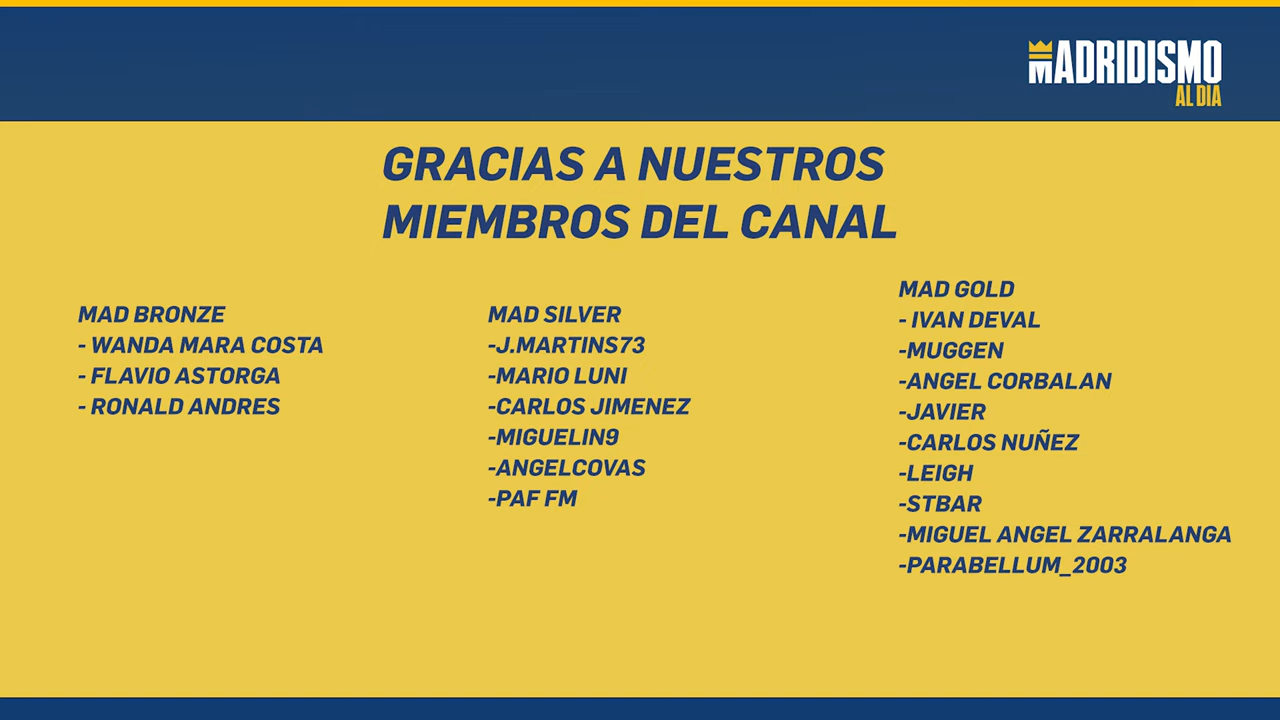 MADRIDISMO
AL DIA
GRACIAS A NUESTROS
MIEMBROS DEL CANAL
MAD BRONZE
- WANDA MARA COSTA
- FLAVIO ASTORGA
- RONALD ANDRES
MAD SILVER
-J.MARTINS73
-MARIO LUNI
-CARLOS JIMENEZ
-MIGUELIN9
-ANGELCOVAS
-PAF FM
MAD GOLD
- IVAN DEVAL
-MUGGEN
-ANGEL CORBALAN
-JAVIER
-CARLOS NUÑEZ
-LEIGH
-STBAR
-MIGUEL ANGEL ZARRALANGA
-PARABELLUM_2003